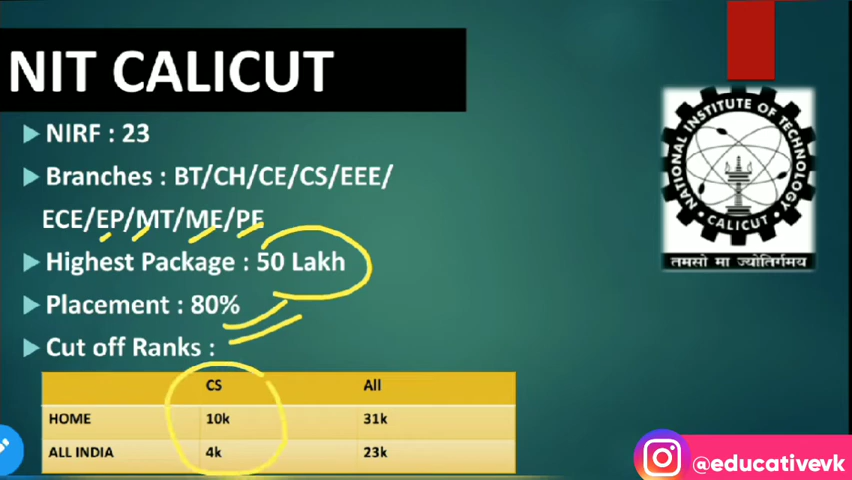 NIT CALICUT
NIRF : 23
Branches : BT/CH/CE/CS/EEE/
ECE/EP/MT/ME/PE
Highest Package : 50 Lakh
Placement : 80%
Cut off Ranks :
CS All
HOME 10k 31k
ALL INDIA 4k 23k
NATIONAL INSTITUTE OF TECHNOLOGY
CALICUT
तमसो मा ज्योतिर्गमय
@educativevk